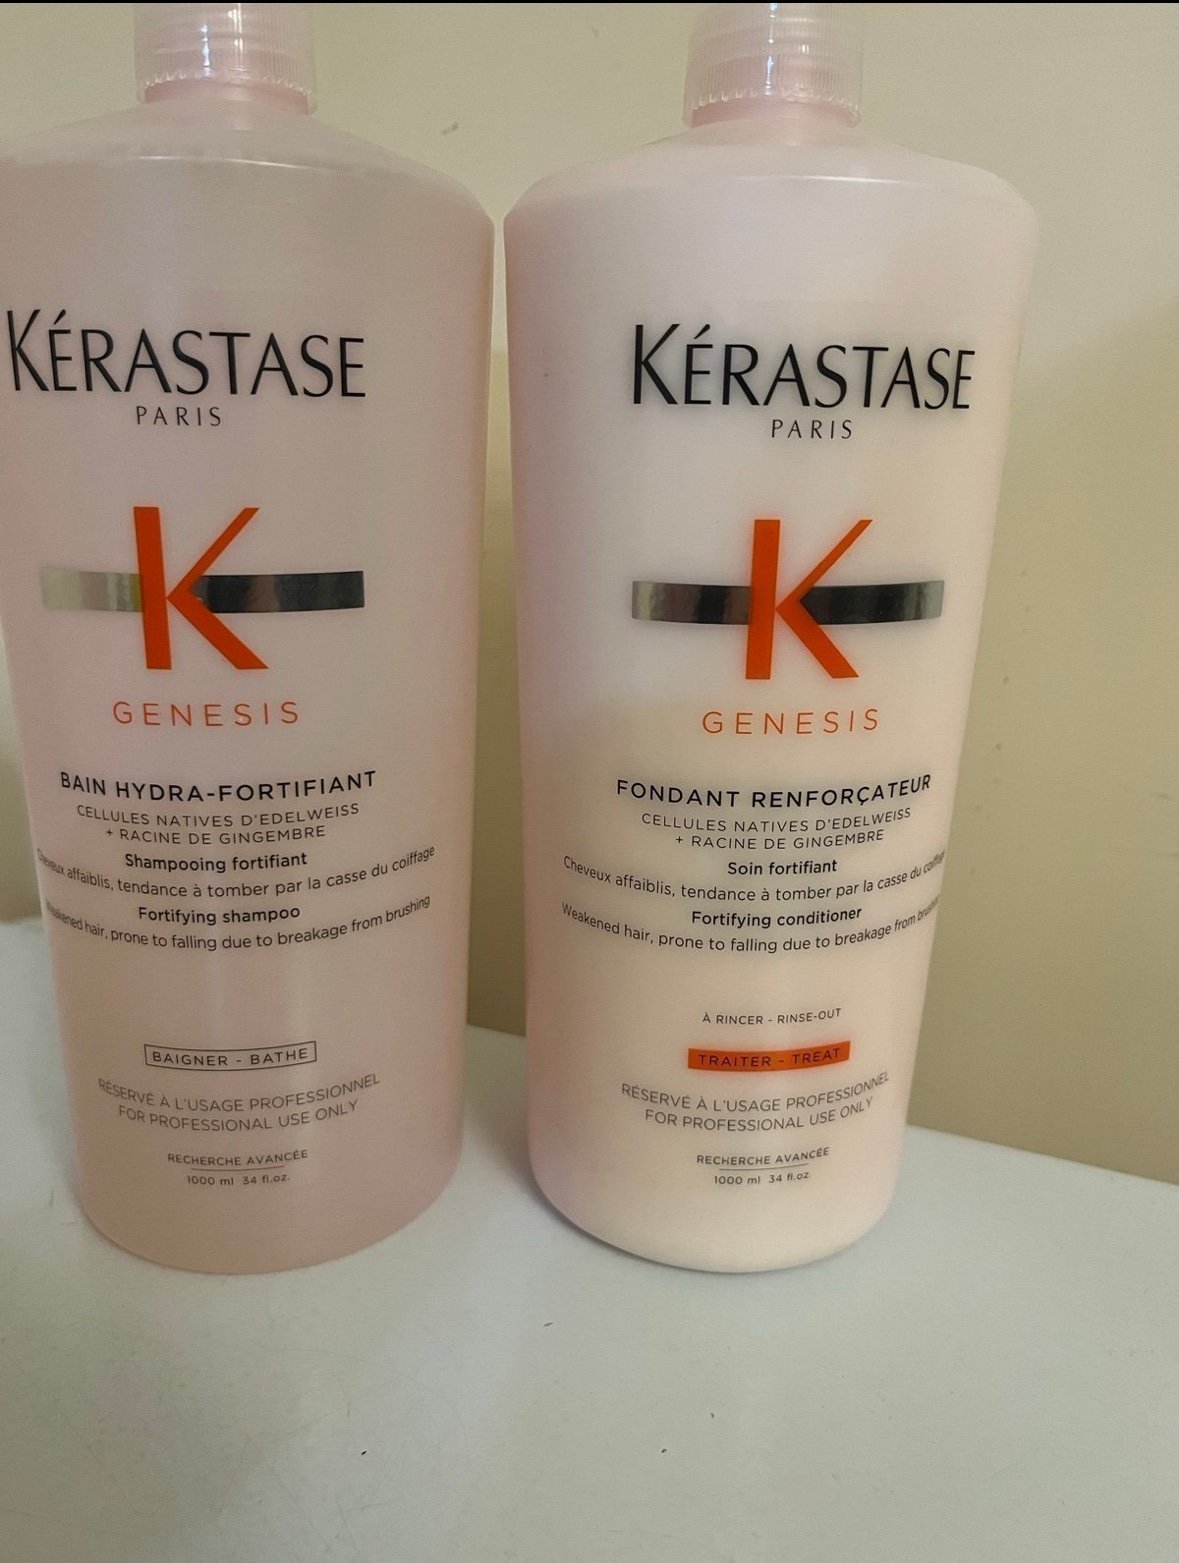 KÉRASTASE
PARIS
K
GENESIS
BAIN HYDRA-FORTIFIANT
CELLULES NATIVES D'EDELWEISS
+ RACINE DE GINGEMBRE
Shampooing fortifiant
Cheveux affaiblis, tendance à tomber par la casse du coiffage
Fortifying shampoo
Weakened hair, prone to falling due to breakage from brushing
BAIGNER - BATHE
RÉSERVÉ À L'USAGE PROFESSIONNEL
FOR PROFESSIONAL USE ONLY
RECHERCHE AVANCÉE
1000 ml 34 fl.oz.
KÉRASTASE
PARIS
K
GENESIS
FONDANT RENFORÇATEUR
CELLULES NATIVES D'EDELWEISS
+ RACINE DE GINGEMBRE
Soin fortifiant
Cheveux affaiblis, tendance à tomber par la casse du coiffage
Fortifying conditioner
Weakened hair, prone to falling due to breakage from brushing
À RINCER - RINSE-OUT
TRAITER - TREAT
RÉSERVÉ À L'USAGE PROFESSIONNEL
FOR PROFESSIONAL USE ONLY
RECHERCHE AVANCÉE
1000 ml 34 fl.oz.